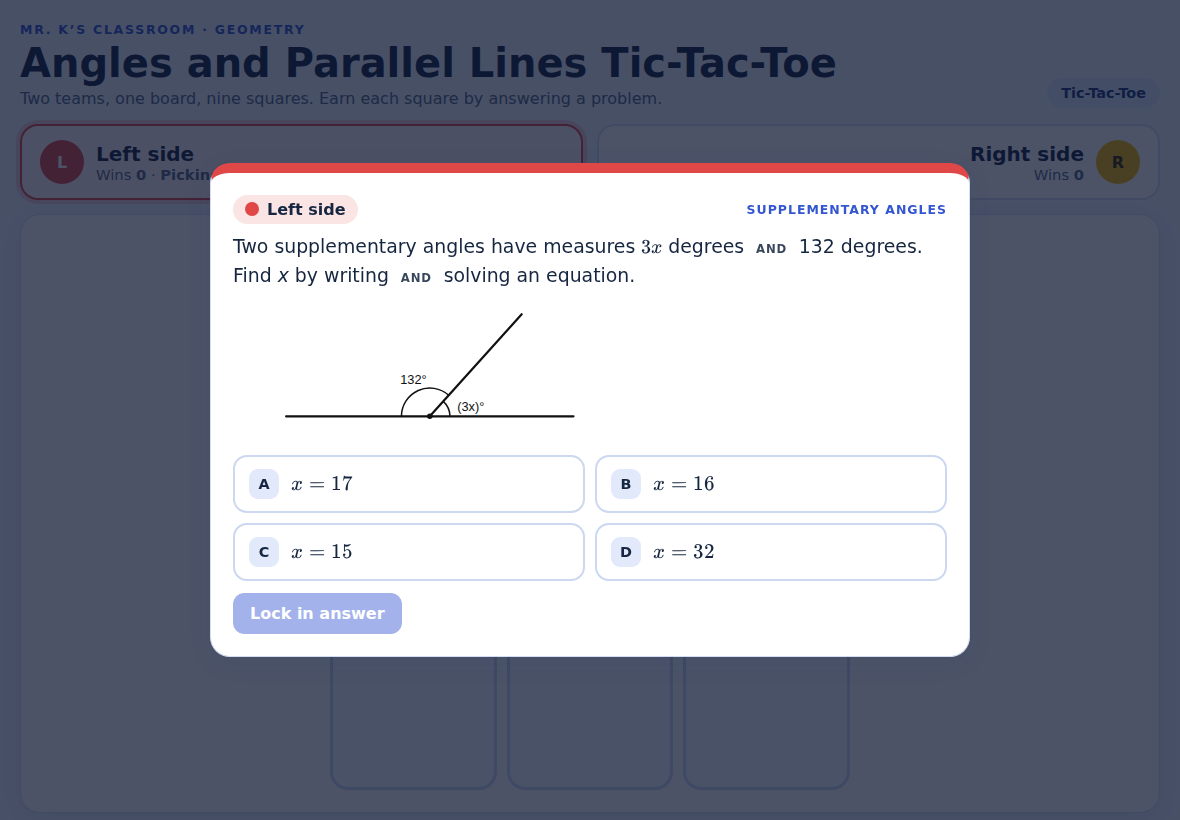 MR. K'S CLASSROOM · GEOMETRY
Angles and Parallel Lines Tic-Tac-Toe
Two teams, one board, nine squares. Earn each square by answering a problem.
Tic-Tac-Toe
L
Left side
Wins 0 · Pickin
Right side
Wins 0
R
Left side
SUPPLEMENTARY ANGLES
Two supplementary angles have measures 3x degrees AND 132 degrees.
Find x by writing AND solving an equation.
132°
(3x)°
A x = 17
B x = 16
C x = 15
D x = 32
Lock in answer